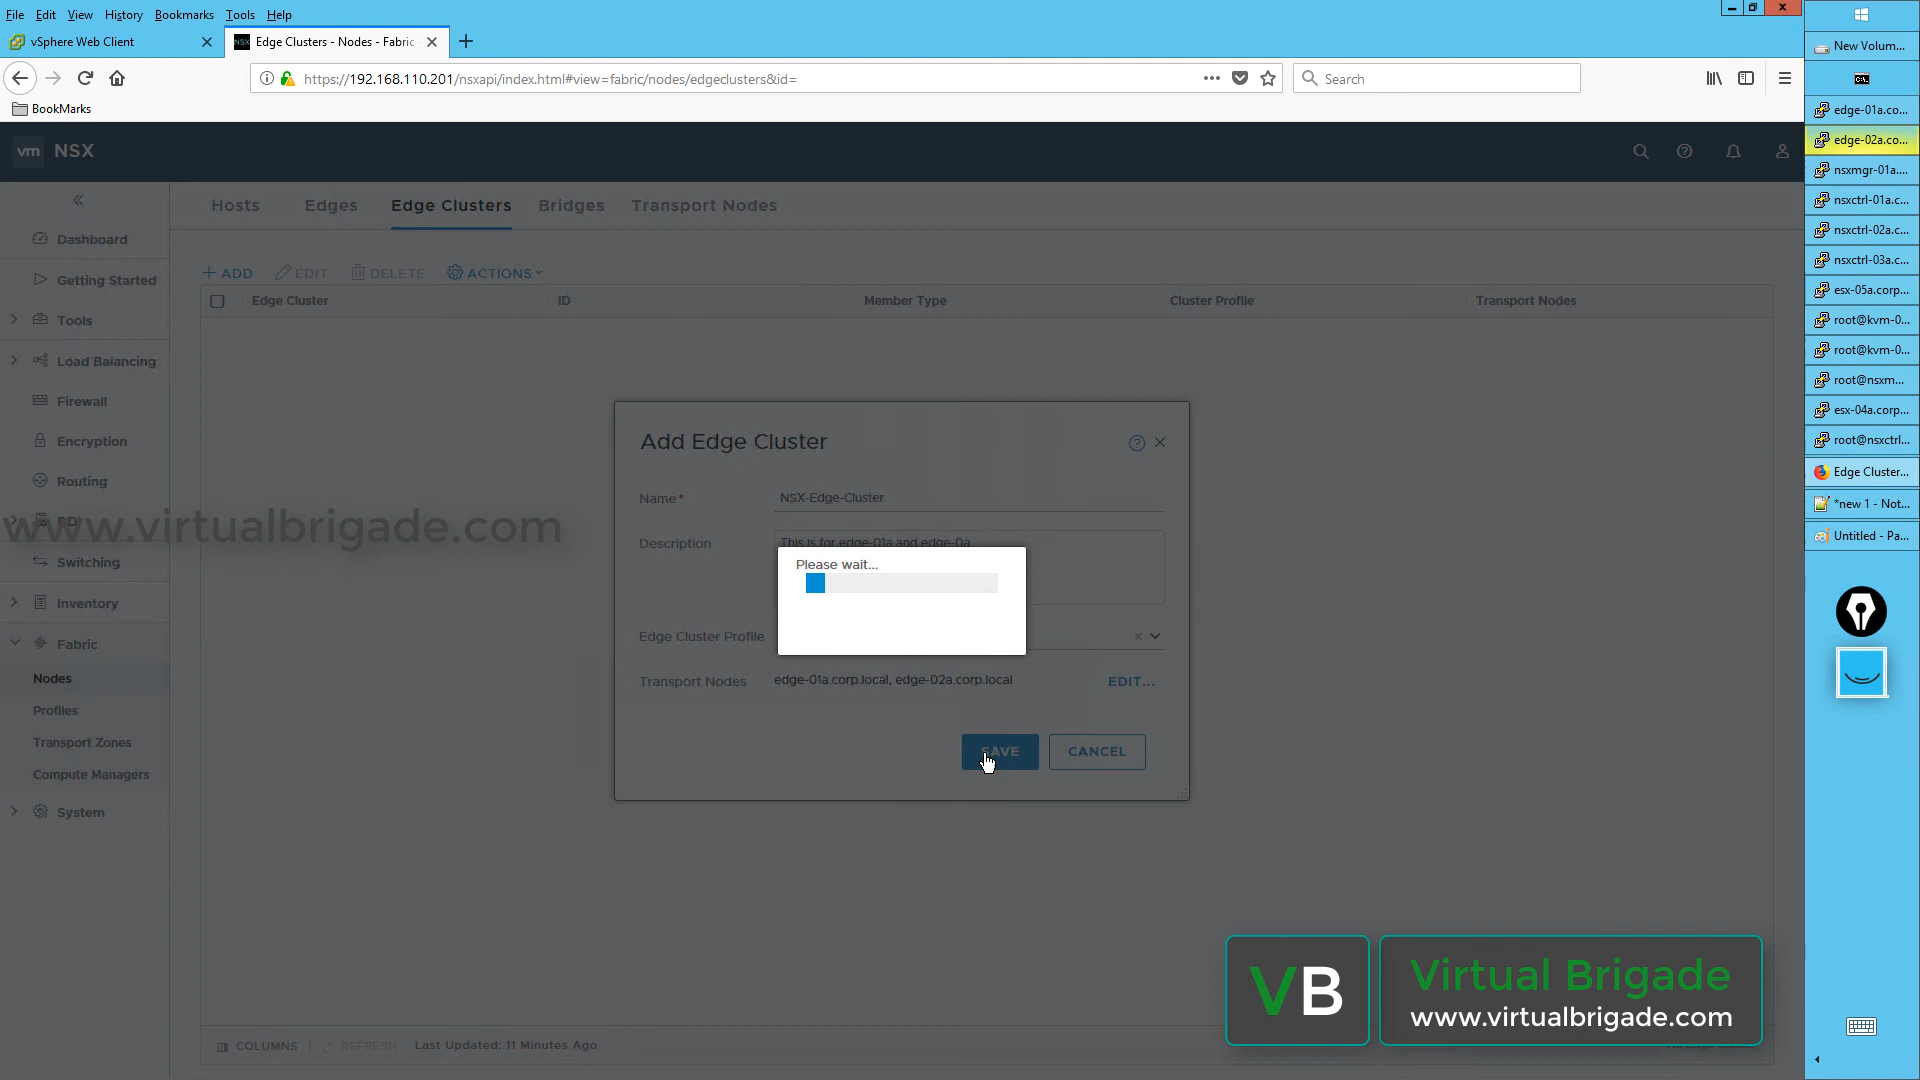 File Edit View History Bookmarks Tools Help
vSphere Web Client
Edge Clusters - Nodes - Fabric
https://192.168.110.201/nsxapi/index.html#view=fabric/nodes/edgeclusters&id=
Search
BookMarks
vm NSX
Hosts Edges Edge Clusters Bridges Transport Nodes
Dashboard
Getting Started
Tools
Load Balancing
Firewall
Encryption
Routing
www.virtualbrigade.com
Switching
Inventory
Fabric
Nodes
Profiles
Transport Zones
Compute Managers
System
+ ADD EDIT DELETE ACTIONS
Edge Cluster ID Member Type Cluster Profile Transport Nodes
Add Edge Cluster
Name* NSX-Edge-Cluster
Description This is for edge-01a and edge-0a
Please wait...
Edge Cluster Profile
Transport Nodes edge-01a.corp.local, edge-02a.corp.local EDIT...
SAVE CANCEL
COLUMNS REFRESH Last Updated: 11 Minutes Ago
VB
Virtual Brigade
www.virtualbrigade.com
New Volum...
edge-01a.co...
edge-02a.co...
nsxmgr-01a....
nsxctrl-01a.c...
nsxctrl-02a.c...
nsxctrl-03a.c...
esx-05a.corp...
root@kvm-0...
root@kvm-0...
root@nsxm...
esx-04a.corp...
root@nsxctrl...
Edge Cluster...
*new 1 - Not...
Untitled - Pa...